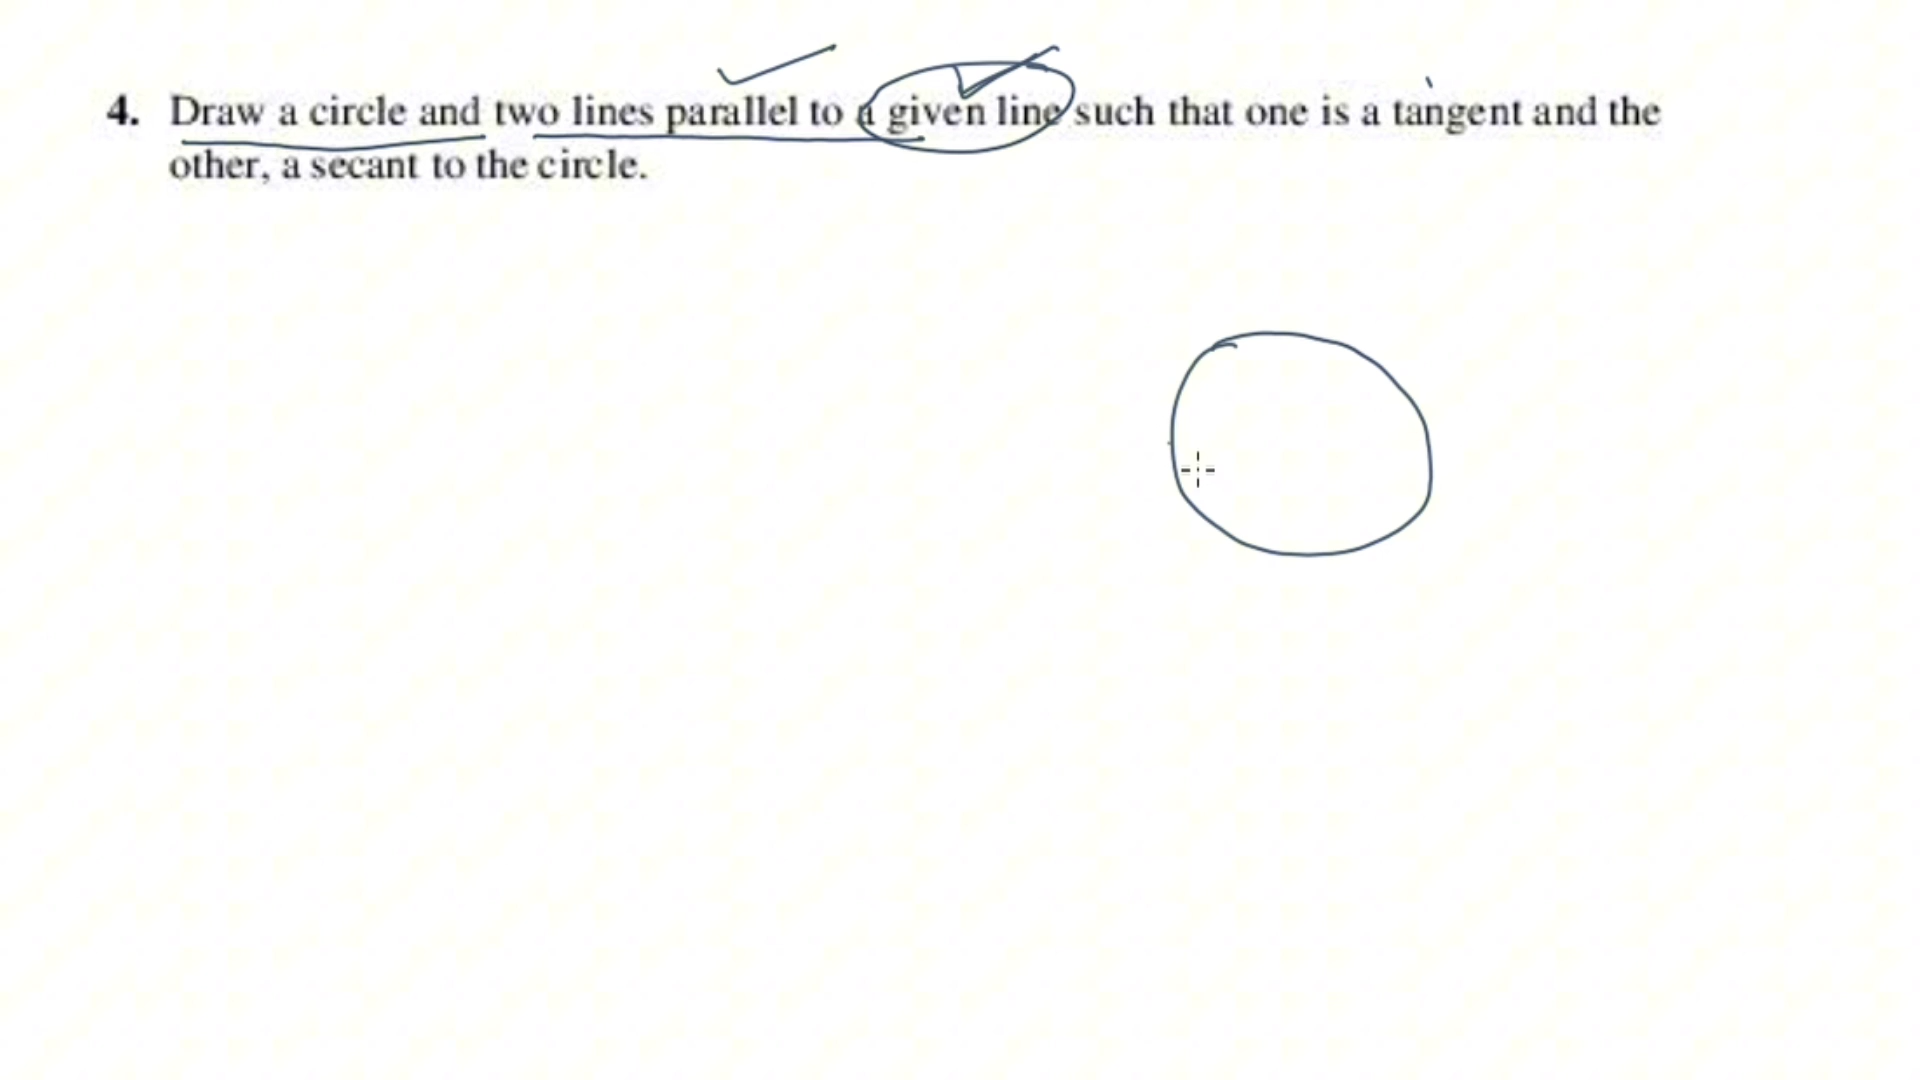 4. Draw a circle and two lines parallel to a given line such that one is a tangent and the
other, a secant to the circle.